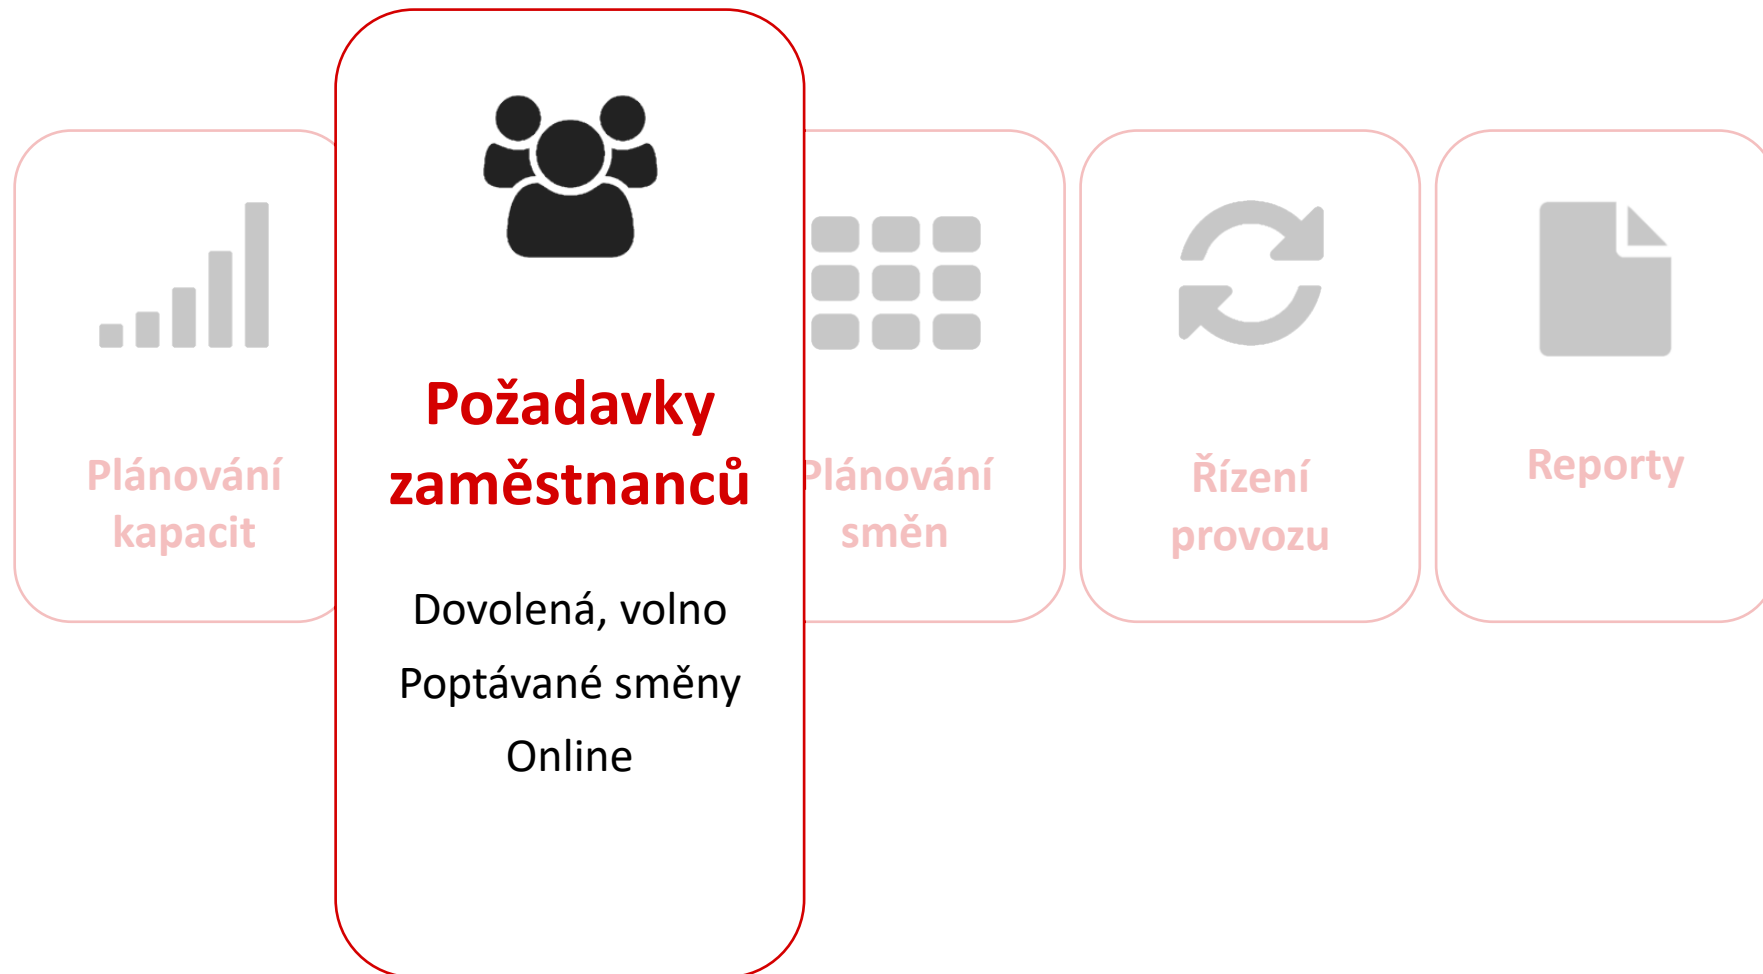 Plánování
kapacit
Požadavky
zaměstnanců
Dovolená, volno
Poptávané směny
Online
Plánování
směn
Řízení
provozu
Reporty